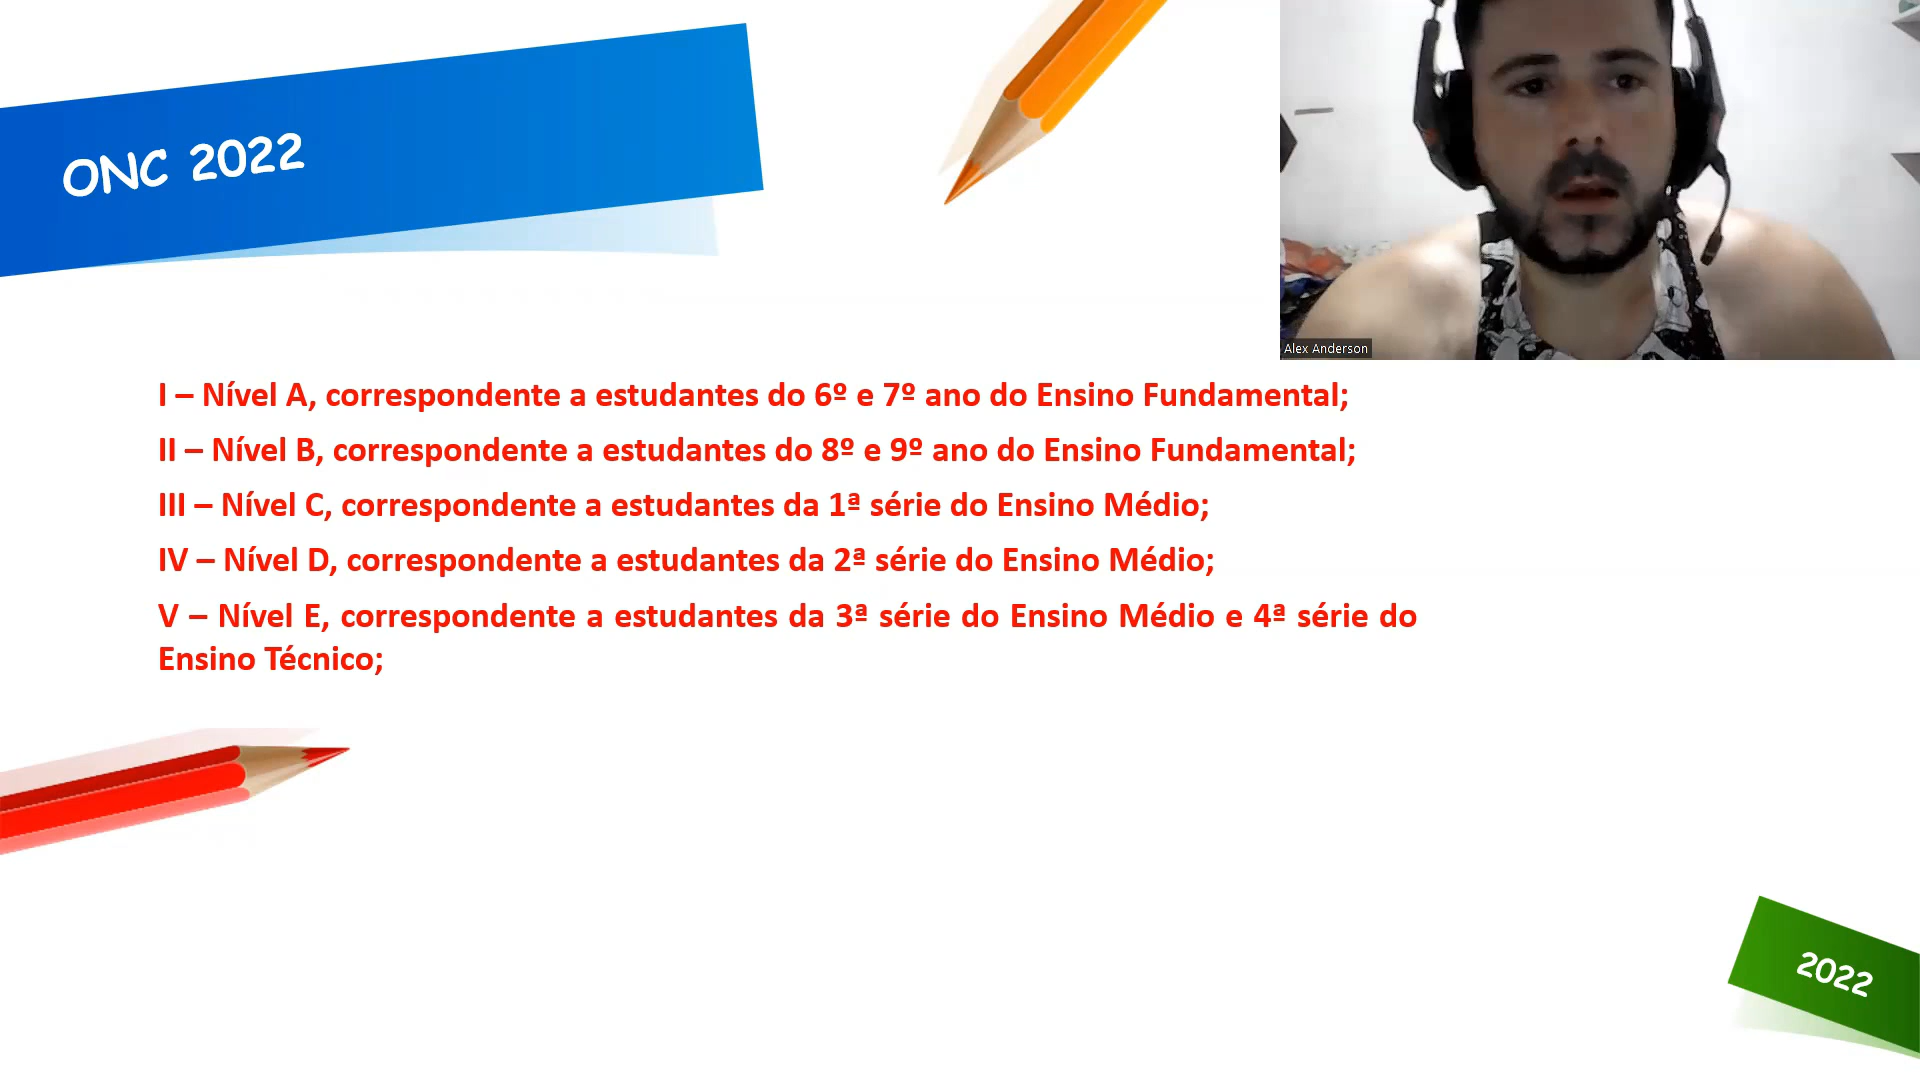 ONC 2022
Alex Anderson
I – Nível A, correspondente a estudantes do 6º e 7º ano do Ensino Fundamental;
II – Nível B, correspondente a estudantes do 8º e 9º ano do Ensino Fundamental;
III – Nível C, correspondente a estudantes da 1ª série do Ensino Médio;
IV – Nível D, correspondente a estudantes da 2ª série do Ensino Médio;
V – Nível E, correspondente a estudantes da 3ª série do Ensino Médio e 4ª série do
Ensino Técnico;
2022